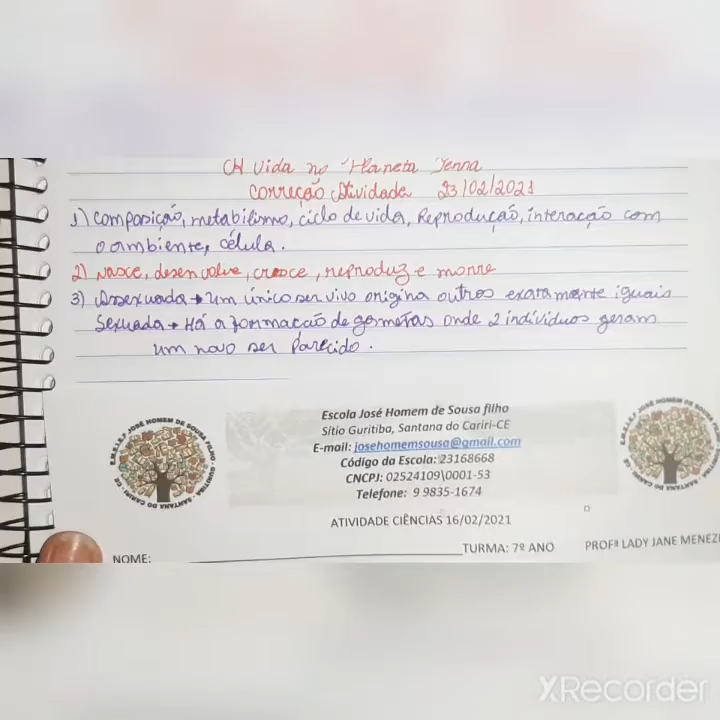 A Vida no Planeta Terra
Correção Atividade 23/02/2021
1) Composição, metabilismo, ciclo de vida, Reprodução, interacção com
o ambiente, célula.
2) Nasce, desenvolve, cresce, reproduz e morre
3) Assexuada → um único ser vivo origina outros exatamente iguais
Sexuada → Há a formacção de gametas onde 2 indivíduos geram
um novo ser parecido.
Escola José Homem de Sousa filho
Sítio Guritiba, Santana do Cariri-CE
E-mail: josehomemsousa@gmail.com
Código da Escola: 23168668
CNCPJ: 02524109\0001-53
Telefone: 9 9835-1674
ATIVIDADE CIÊNCIAS 16/02/2021
NOME: TURMA: 7º ANO PROFª LADY JANE MENEZ
XRecorder